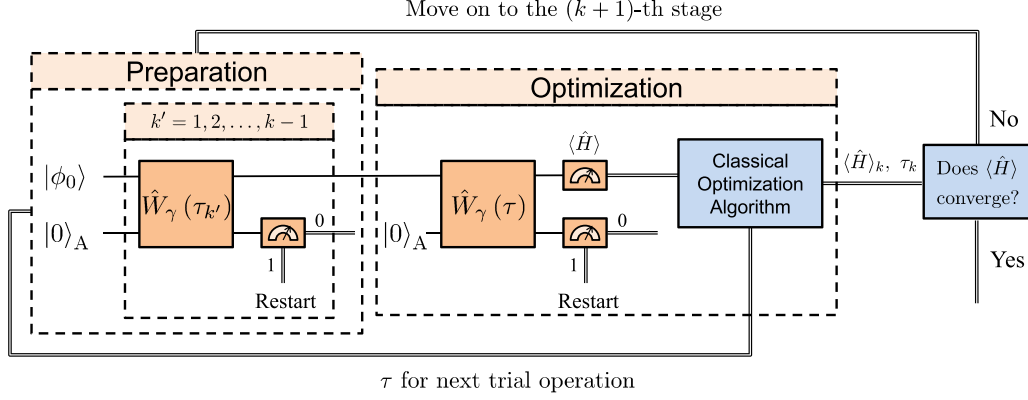 Move on to the (k + 1)-th stage
Preparation
Optimization
k′ = 1, 2, . . . , k − 1
|ϕ₀⟩
Ŵγ (τk′)
|0⟩A
0
1
Restart
|0⟩A
Ŵγ (τ)
⟨Ĥ⟩
0
1
Restart
Classical
Optimization
Algorithm
⟨Ĥ⟩k, τk
Does ⟨Ĥ⟩
converge?
No
Yes
τ for next trial operation